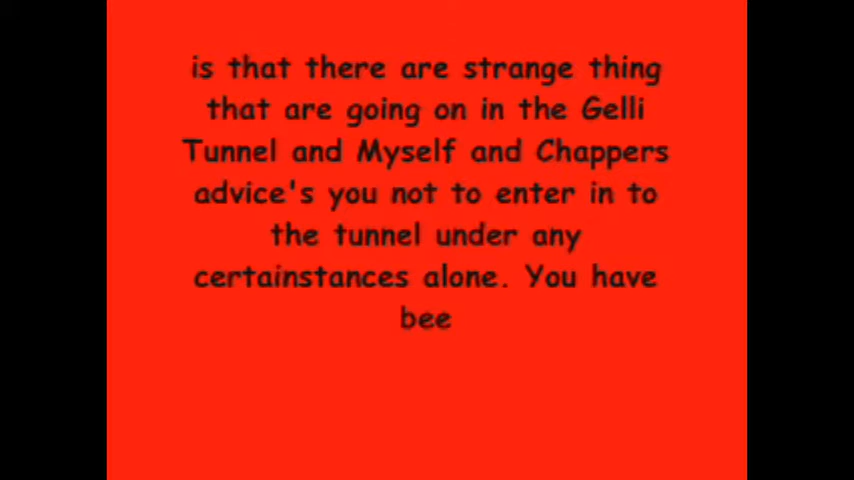 is that there are strange thing
that are going on in the Gelli
Tunnel and Myself and Chappers
advice's you not to enter in to
the tunnel under any
certainstances alone. You have
bee